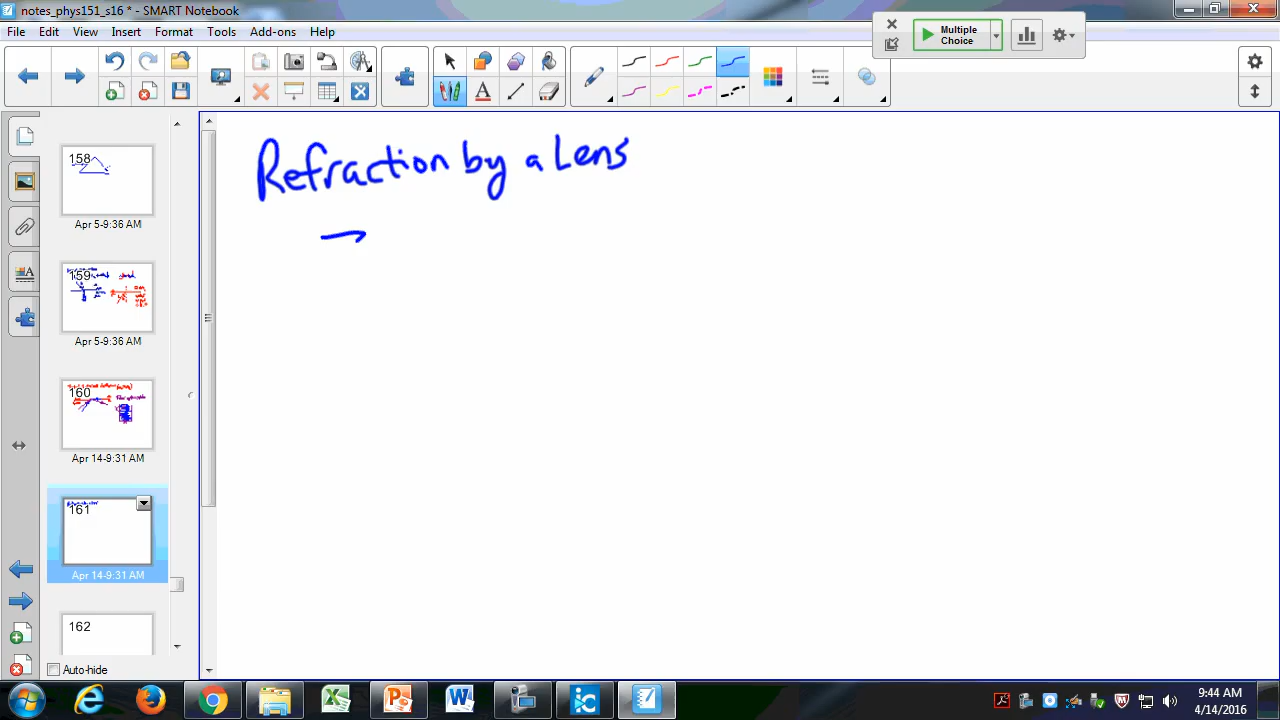 notes_phys151_s16 * - SMART Notebook
File Edit View Insert Format Tools Add-ons Help
Multiple
Choice
158
Apr 5-9:36 AM
159
Apr 5-9:36 AM
160
Apr 14-9:31 AM
161
Apr 14-9:31 AM
162
Auto-hide
Refraction by a Lens
9:44 AM
4/14/2016